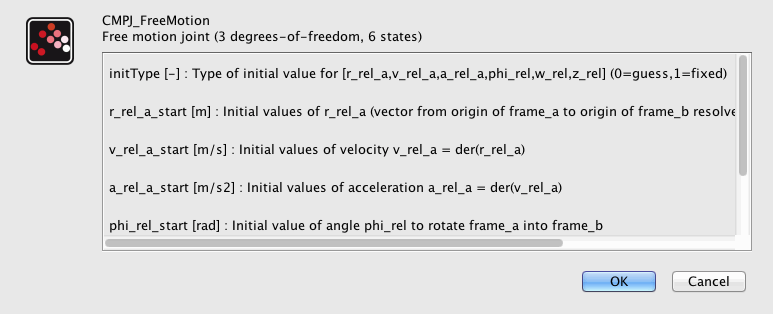 CMPJ_FreeMotion
Free motion joint (3 degrees-of-freedom, 6 states)
initType [-] : Type of initial value for [r_rel_a,v_rel_a,a_rel_a,phi_rel,w_rel,z_rel] (0=guess,1=fixed)
r_rel_a_start [m] : Initial values of r_rel_a (vector from origin of frame_a to origin of frame_b resolve
v_rel_a_start [m/s] : Initial values of velocity v_rel_a = der(r_rel_a)
a_rel_a_start [m/s2] : Initial values of acceleration a_rel_a = der(v_rel_a)
phi_rel_start [rad] : Initial value of angle phi_rel to rotate frame_a into frame_b
OK
Cancel